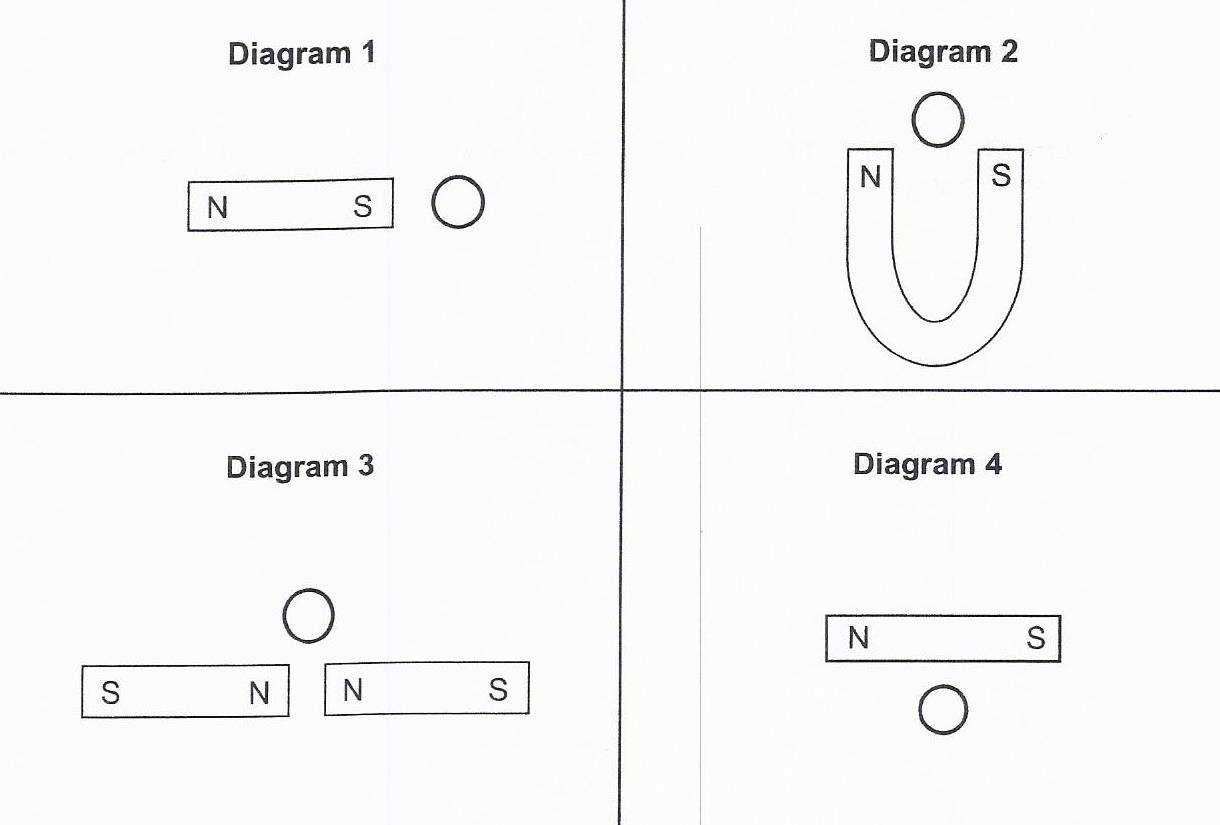 Diagram 1
N S
Diagram 2
N S
Diagram 3
S N N S
Diagram 4
N S